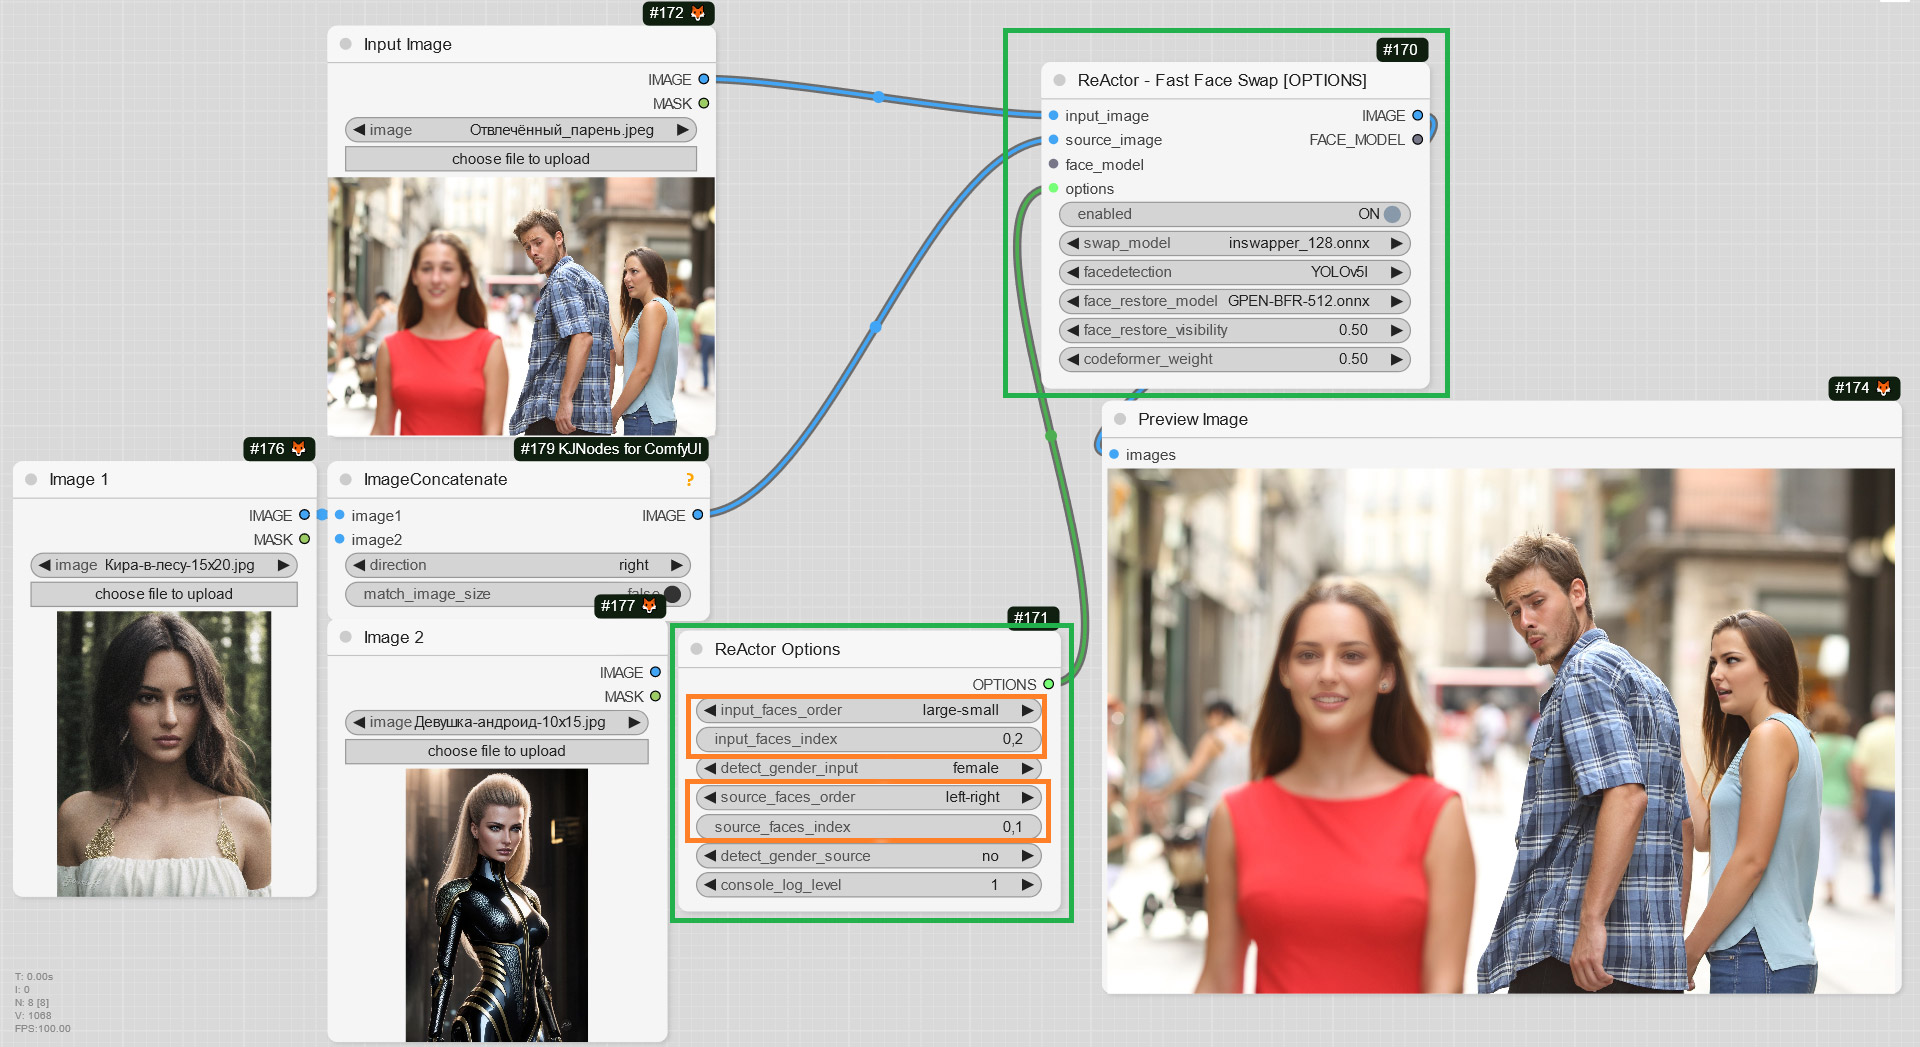 #172
Input Image
IMAGE
MASK
image Отвлечённый_парень.jpeg
choose file to upload
#170
ReActor - Fast Face Swap [OPTIONS]
input_image IMAGE
source_image FACE_MODEL
face_model
options
enabled ON
swap_model inswapper_128.onnx
facedetection YOLOv5l
face_restore_model GPEN-BFR-512.onnx
face_restore_visibility 0.50
codeformer_weight 0.50
#176
Image 1
IMAGE
MASK
image Кира-в-лесу-15x20.jpg
choose file to upload
#179 KJNodes for ComfyUI
ImageConcatenate ?
image1 IMAGE
image2
direction right
match_image_size false
#177
Image 2
IMAGE
MASK
image Девушка-андроид-10x15.jpg
choose file to upload
#171
ReActor Options
OPTIONS
input_faces_order large-small
input_faces_index 0,2
detect_gender_input female
source_faces_order left-right
source_faces_index 0,1
detect_gender_source no
console_log_level 1
#174
Preview Image
images
T: 0.00s
I: 0
N: 8 [8]
V: 1068
FPS:100.00